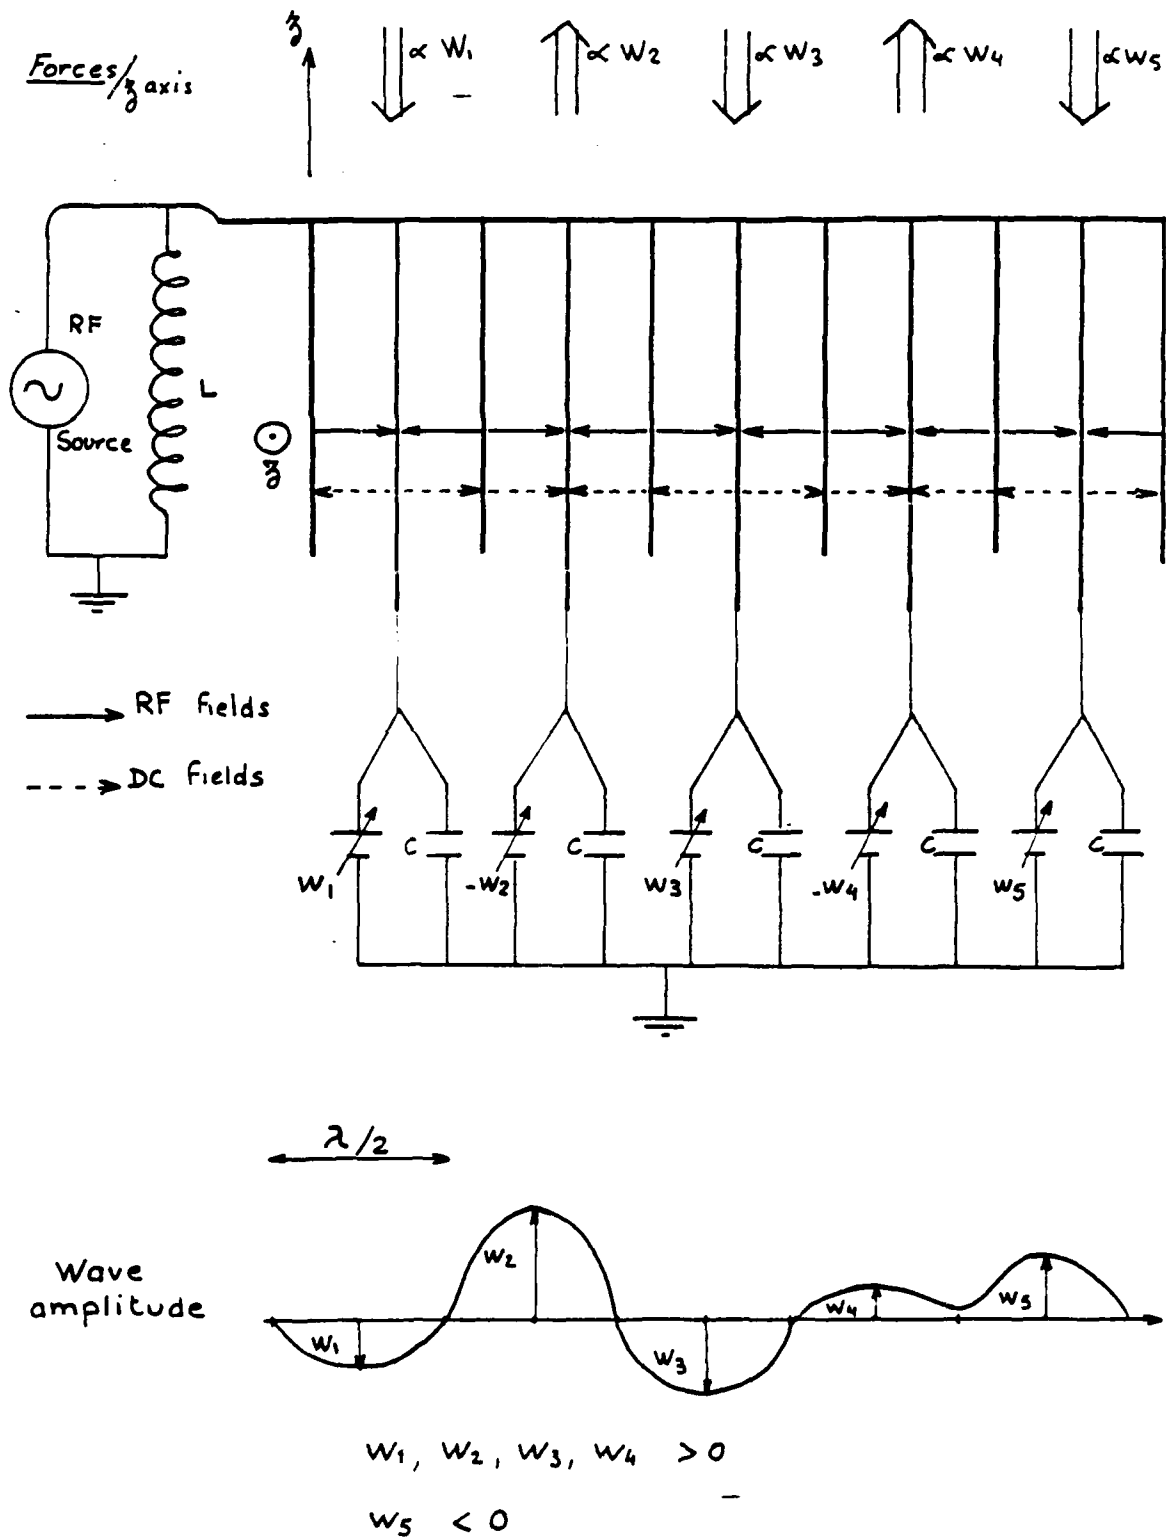 Forces/z axis
z
∝ W1
∝ W2
∝ W3
∝ W4
∝ W5
RF
Source
L
z
RF fields
DC fields
W1
C
-W2
C
W3
C
-W4
C
W5
C
λ/2
Wave
amplitude
W1
W2
W3
W4
W5
W1, W2, W3, W4 > 0
W5 < 0